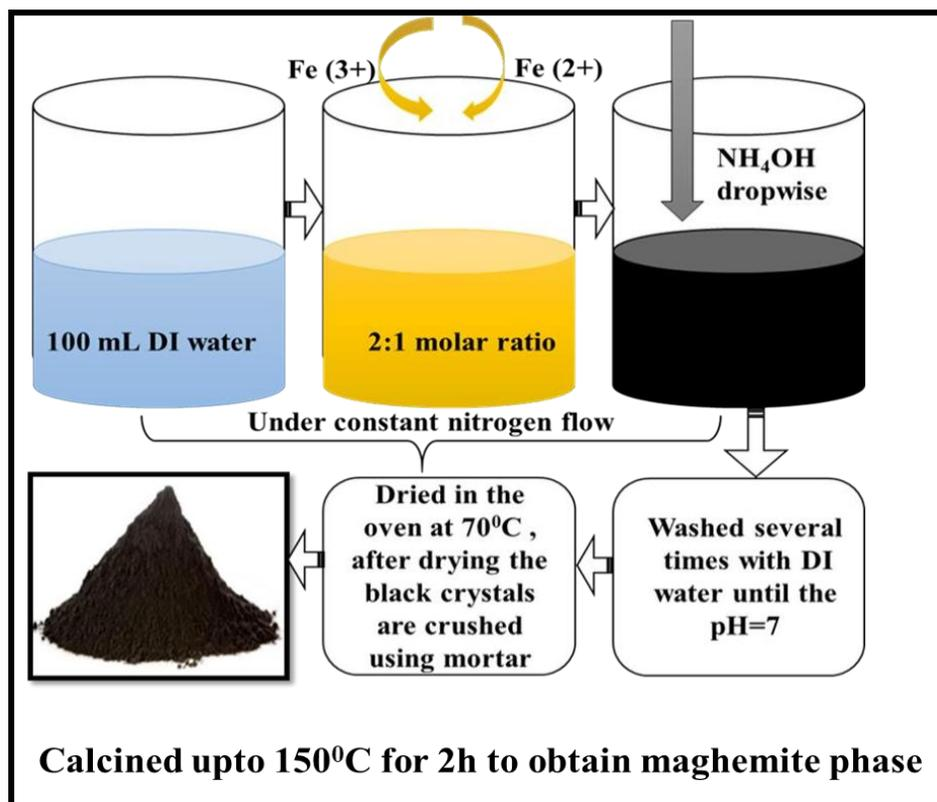 Fe (3+)
Fe (2+)
NH₄OH
dropwise
100 mL DI water
2:1 molar ratio
Under constant nitrogen flow
Washed several
times with DI
water until the
pH=7
Dried in the
oven at 70⁰C ,
after drying the
black crystals
are crushed
using mortar
Calcined upto 150⁰C for 2h to obtain maghemite phase